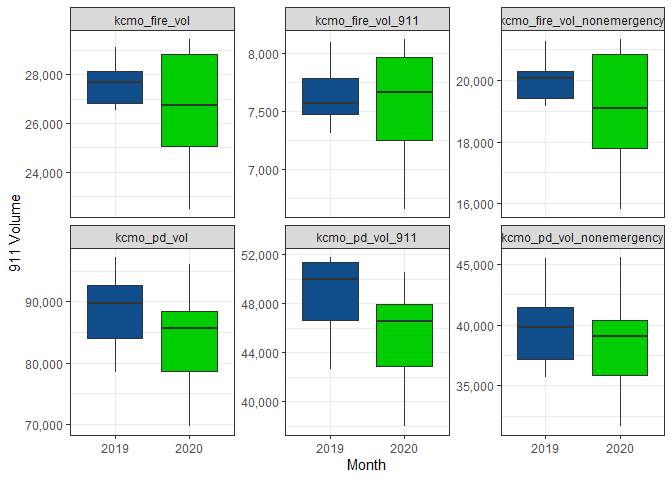 kcmo_fire_vol
kcmo_fire_vol_911
kcmo_fire_vol_nonemergency
28,000
26,000
24,000
8,000
7,500
7,000
20,000
18,000
16,000
911 Volume
kcmo_pd_vol
kcmo_pd_vol_911
kcmo_pd_vol_nonemergency
90,000
80,000
70,000
52,000
48,000
44,000
40,000
45,000
40,000
35,000
2019 2020
2019 2020
2019 2020
Month